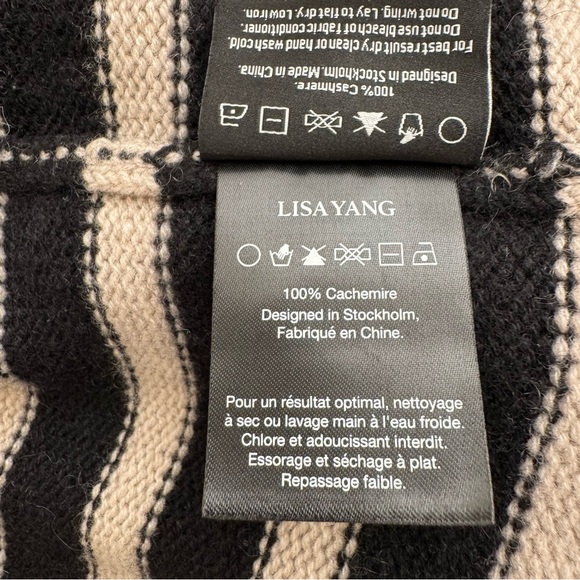 100% Cashmere.
Designed in Stockholm. Made in China.
For best result dry clean or hand wash cold.
Do not use bleach of fabric conditioner.
Do not wring. Lay to flat dry. Low iron.
LISA YANG
100% Cachemire
Designed in Stockholm,
Fabriqué en Chine.
Pour un résultat optimal, nettoyage
à sec ou lavage main à l'eau froide.
Chlore et adoucissant interdit.
Essorage et séchage à plat.
Repassage faible.